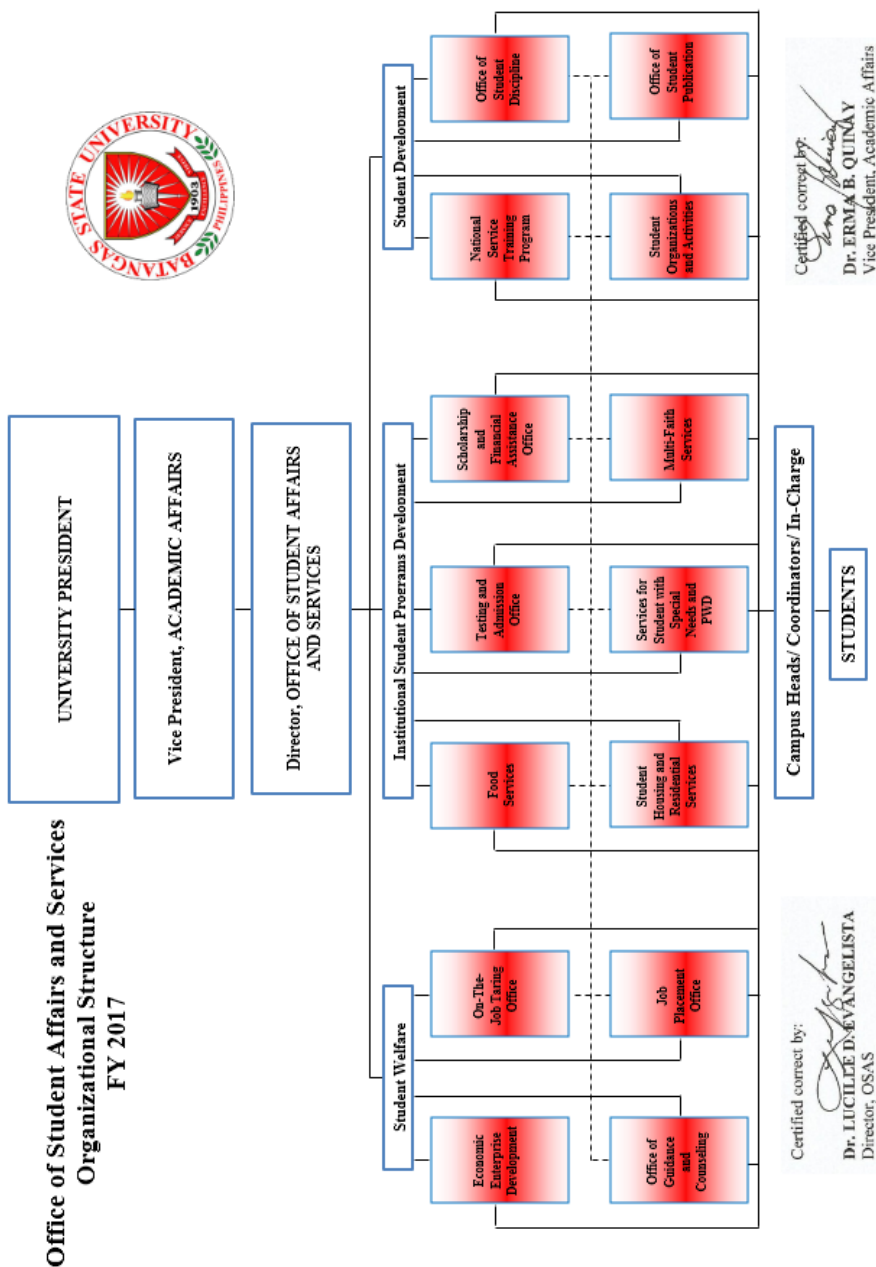 Office of Student Affairs and Services
Organizational Structure
FY 2017
BATANGAS STATE UNIVERSITY
1903
PHILIPPINES
UNIVERSITY PRESIDENT
Vice President, ACADEMIC AFFAIRS
Director, OFFICE OF STUDENT AFFAIRS
AND SERVICES
Student Welfare
Institutional Student Programs Development
Student Development
Economic
Enterprise
Development
On-The-
Job Taring
Office
Food
Services
Testing and
Admission
Office
Scholarship
and
Financial
Assistance
Office
National
Service
Training
Program
Office of
Student
Discipline
Office of
Guidance
and
Counseling
Job
Placement
Office
Student
Housing and
Residential
Services
Services for
Student with
Special
Needs and
PWD
Multi-Faith
Services
Student
Organizations
and Activities
Office of
Student
Publication
Campus Heads/ Coordinators/ In-Charge
STUDENTS
Certified correct by:
Dr. LUCILLE D. EVANGELISTA
Director, OSAS
Certified correct by:
Dr. ERMA B. QUINAY
Vice President, Academic Affairs